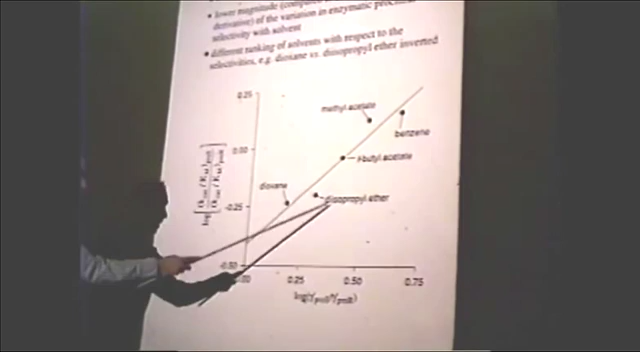 • lower magnitude
derivative) of the variation in enzymatic
selectivity with solvent
• different ranking of solvents with respect to the
selectivities, e.g. dioxane vs. diisopropyl ether inverted
0.25
methyl acetate
benzene
0.00
t-butyl acetate
dioxane
diisopropyl ether
-0.25
-0.50
0.25
0.50
0.75